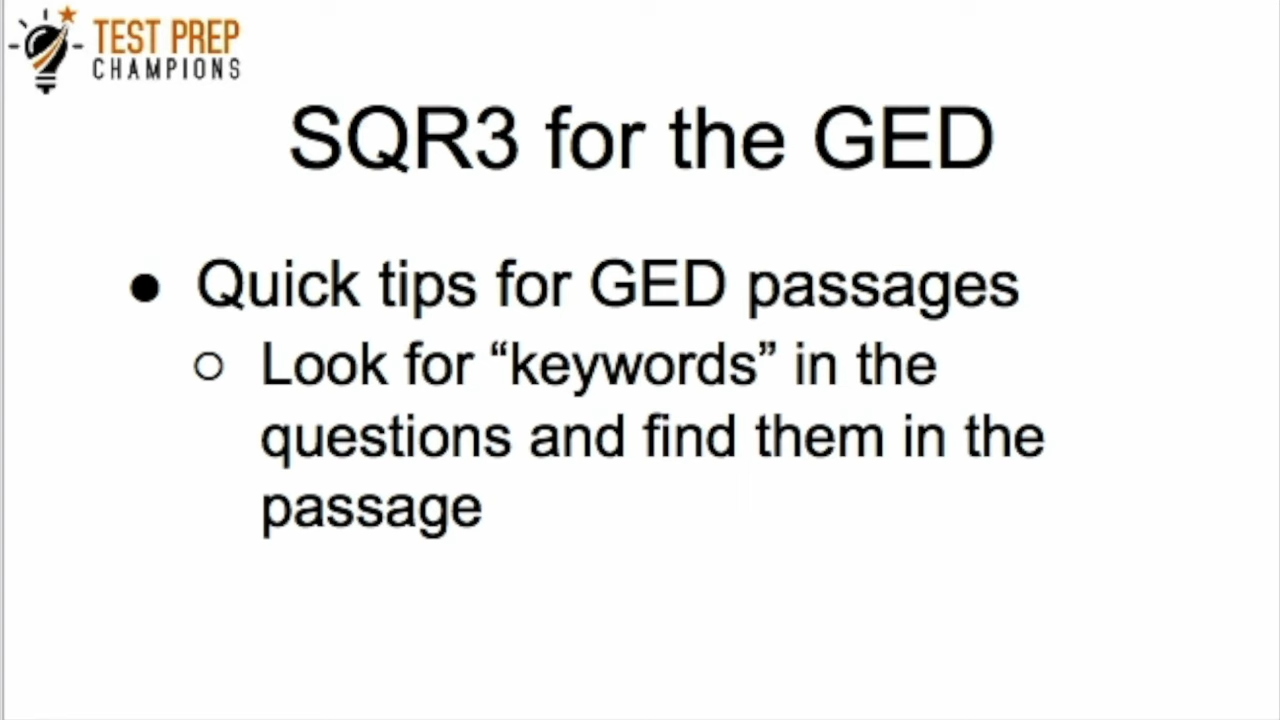 TEST PREP
CHAMPIONS
SQR3 for the GED
● Quick tips for GED passages
○ Look for “keywords” in the
questions and find them in the
passage